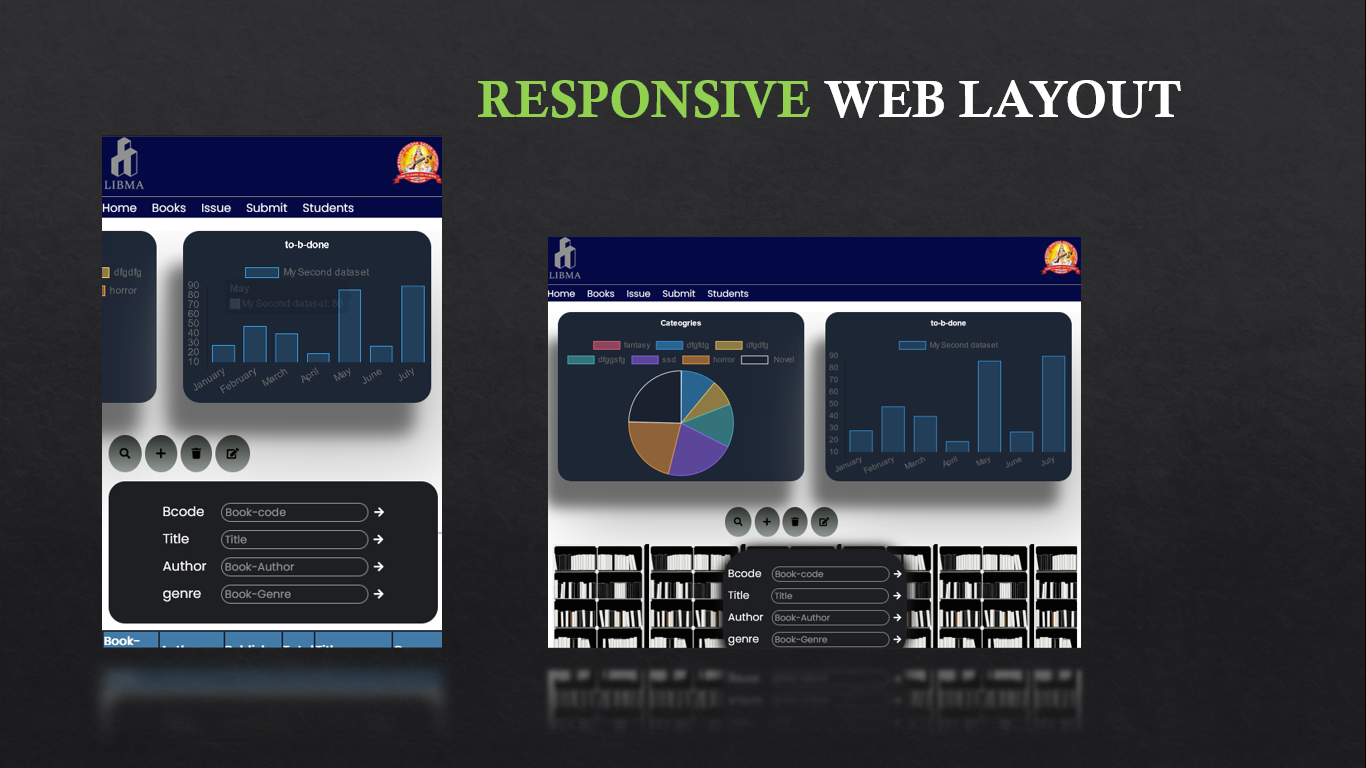 RESPONSIVE WEB LAYOUT
LIBMA
Home Books Issue Submit Students
dfgdfg
horror
to-b-done
My Second dataset
May
My Second dataset: 86
90
80
70
60
50
40
30
20
10
January February March April May June July
Bcode Book-code
Title Title
Author Book-Author
genre Book-Genre
Book-
LIBMA
Home Books Issue Submit Students
Cateogries
fantasy dfgfdg dfgdfg
dfggsfg ssd horror Novel
to-b-done
My Second dataset
90
80
70
60
50
40
30
20
10
January February March April May June July
Bcode Book-code
Title Title
Author Book-Author
genre Book-Genre